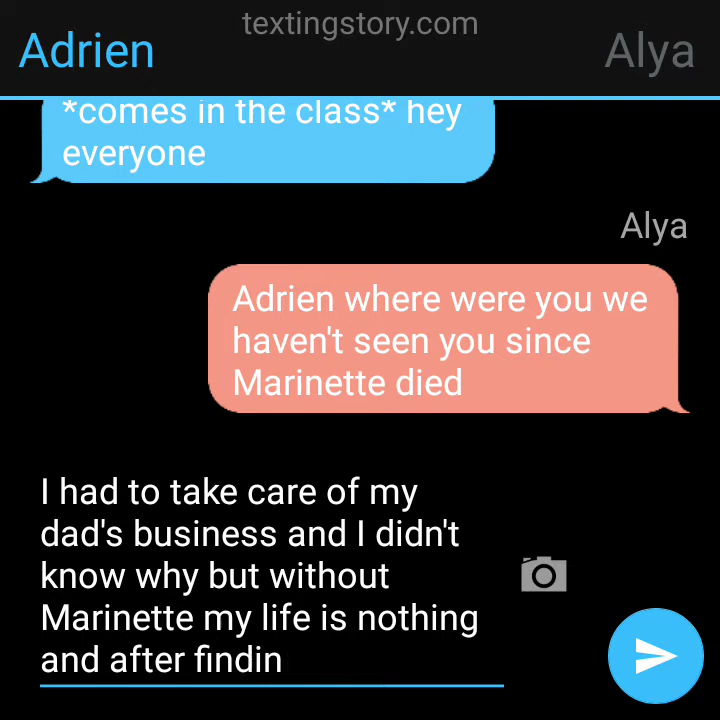 textingstory.com
Adrien
Alya
*comes in the class* hey
everyone
Alya
Adrien where were you we
haven't seen you since
Marinette died
I had to take care of my
dad's business and I didn't
know why but without
Marinette my life is nothing
and after findin